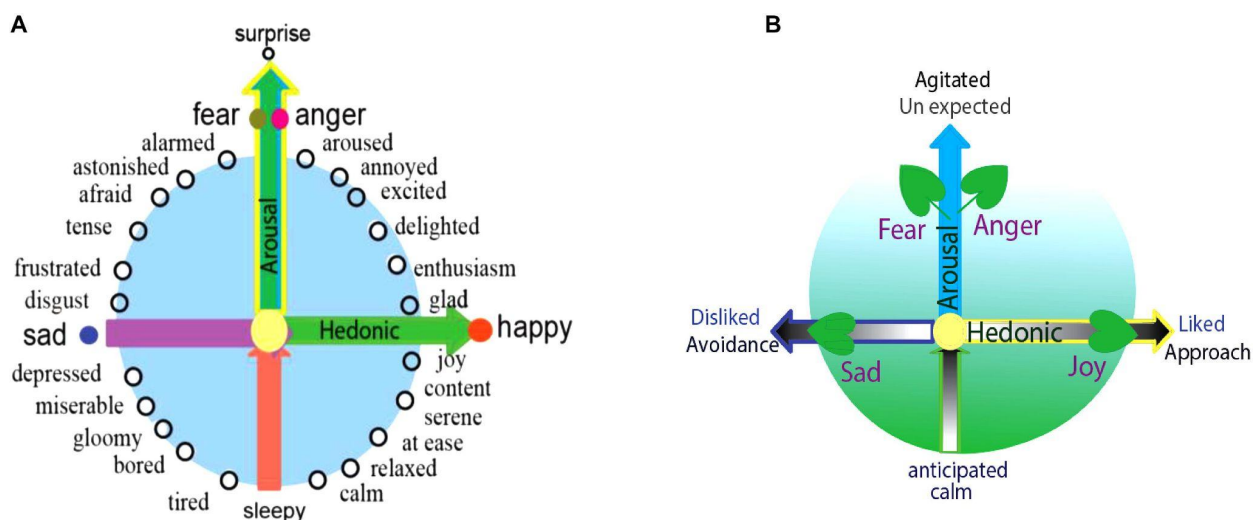 A
surprise
fear
anger
alarmed
aroused
astonished
annoyed
afraid
excited
tense
delighted
frustrated
enthusiasm
disgust
glad
Arousal
Hedonic
sad
happy
depressed
joy
miserable
content
gloomy
serene
bored
at ease
tired
relaxed
calm
sleepy
B
Agitated
Un expected
Fear
Anger
Arousal
Disliked
Avoidance
Hedonic
Liked
Approach
Sad
Joy
anticipated
calm